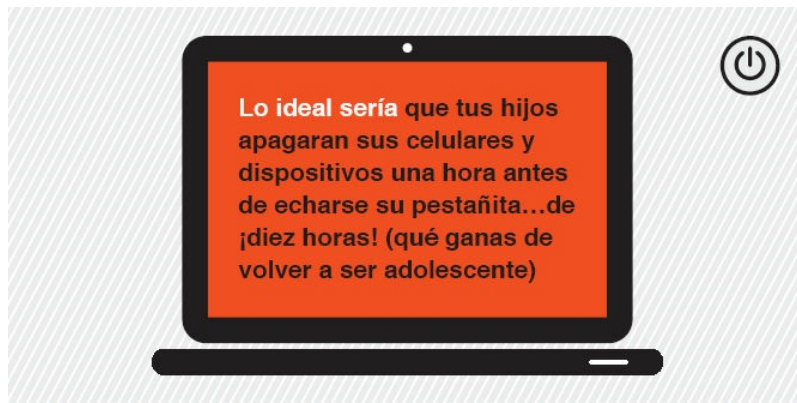 Lo ideal sería que tus hijos
apagaran sus celulares y
dispositivos una hora antes
de echarse su pestañita...de
¡diez horas! (qué ganas de
volver a ser adolescente)